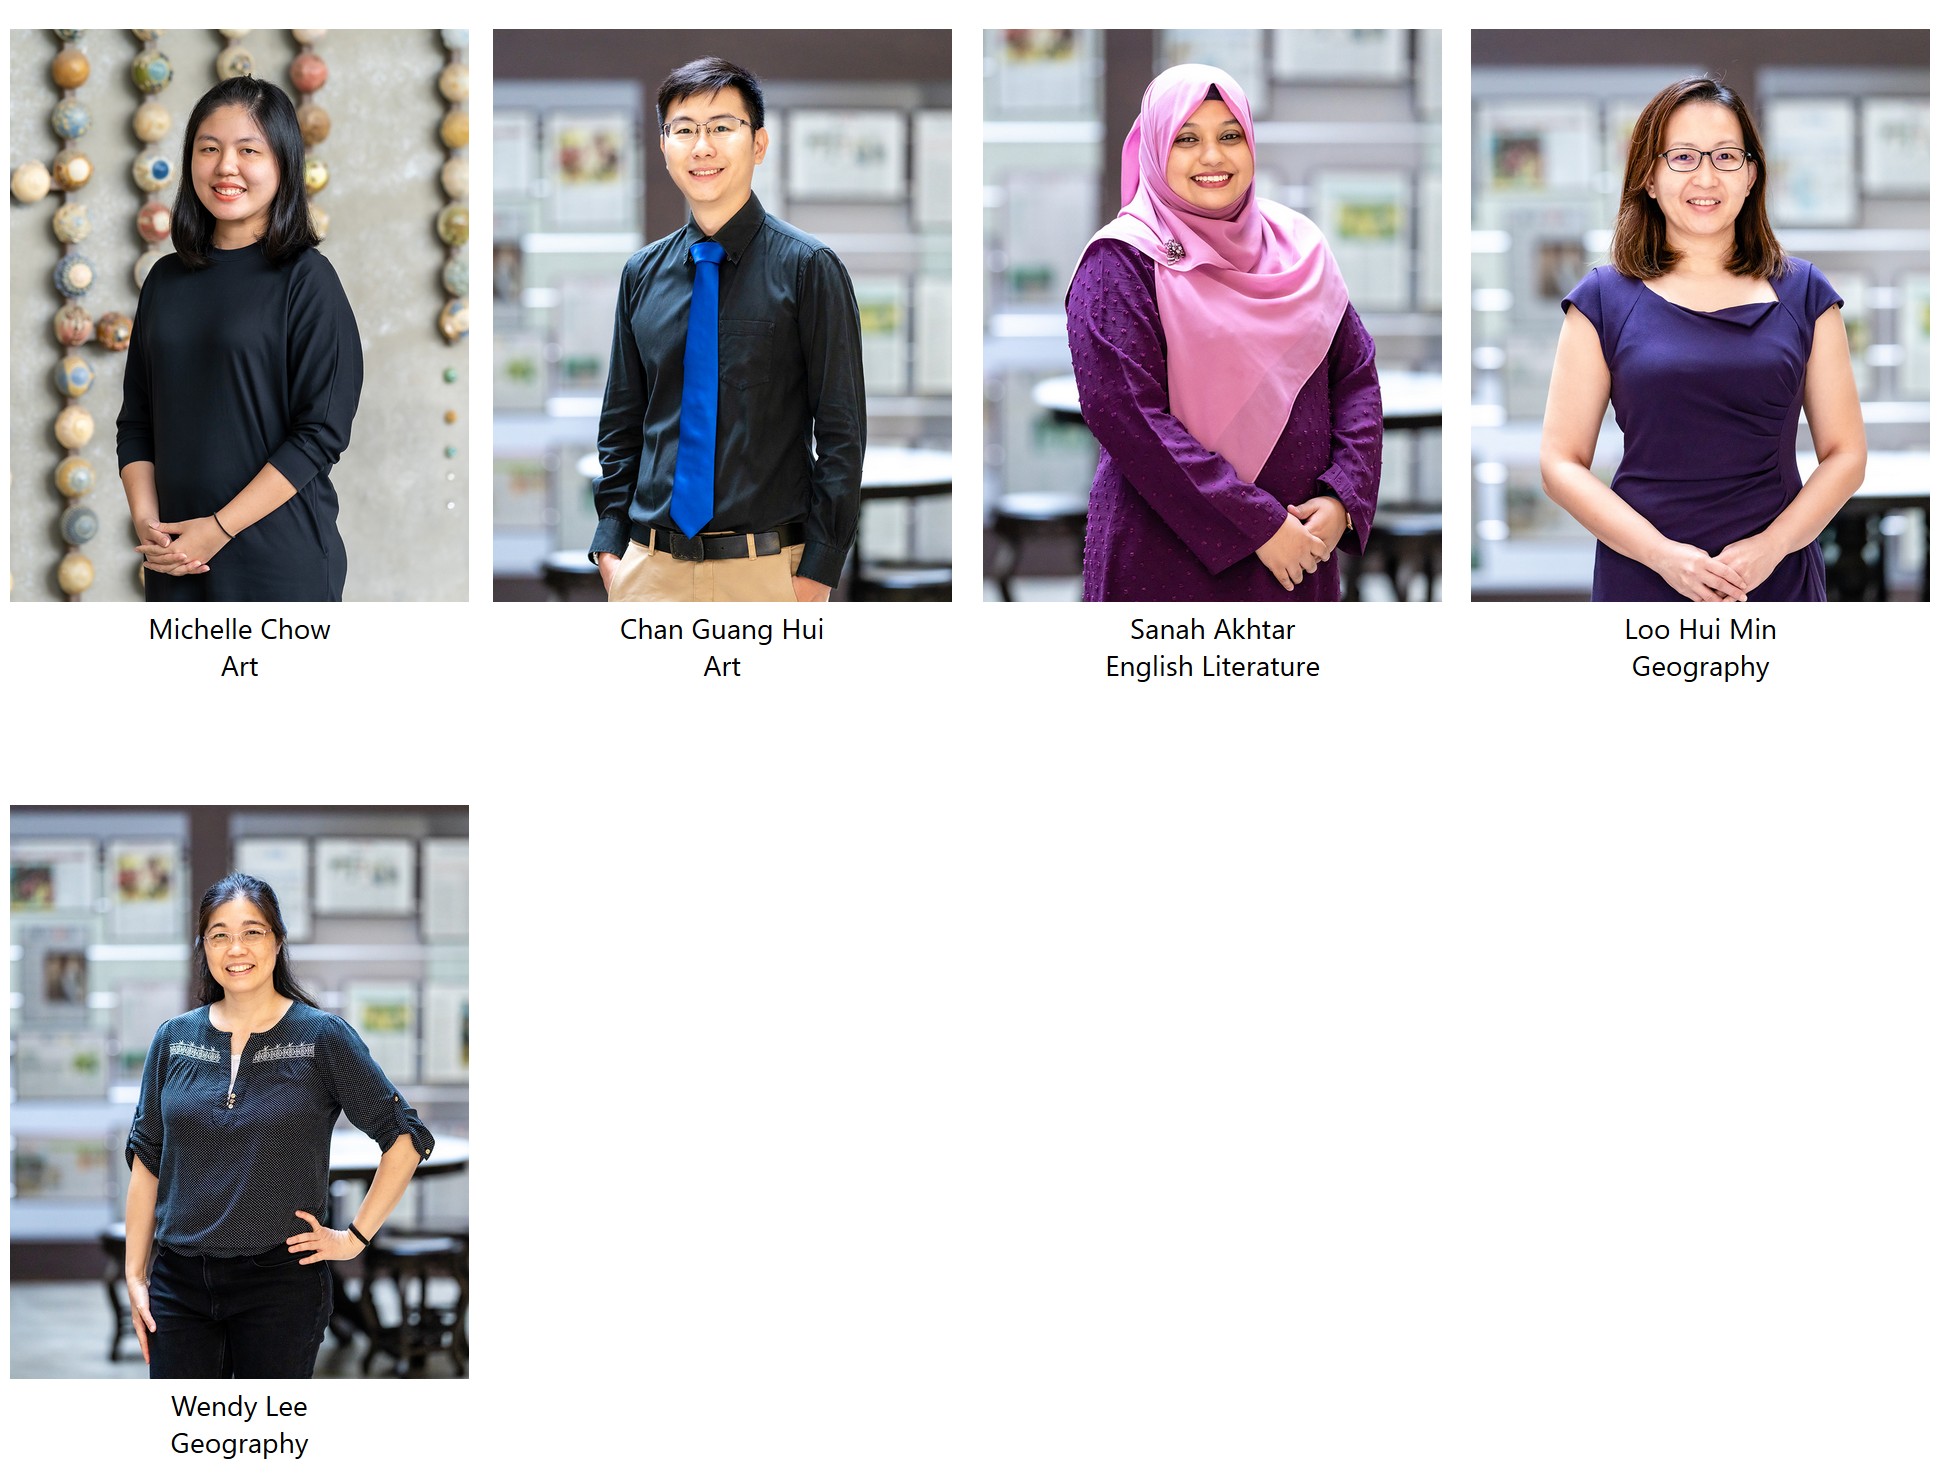 Michelle Chow
Art
Chan Guang Hui
Art
Sanah Akhtar
English Literature
Loo Hui Min
Geography
Wendy Lee
Geography